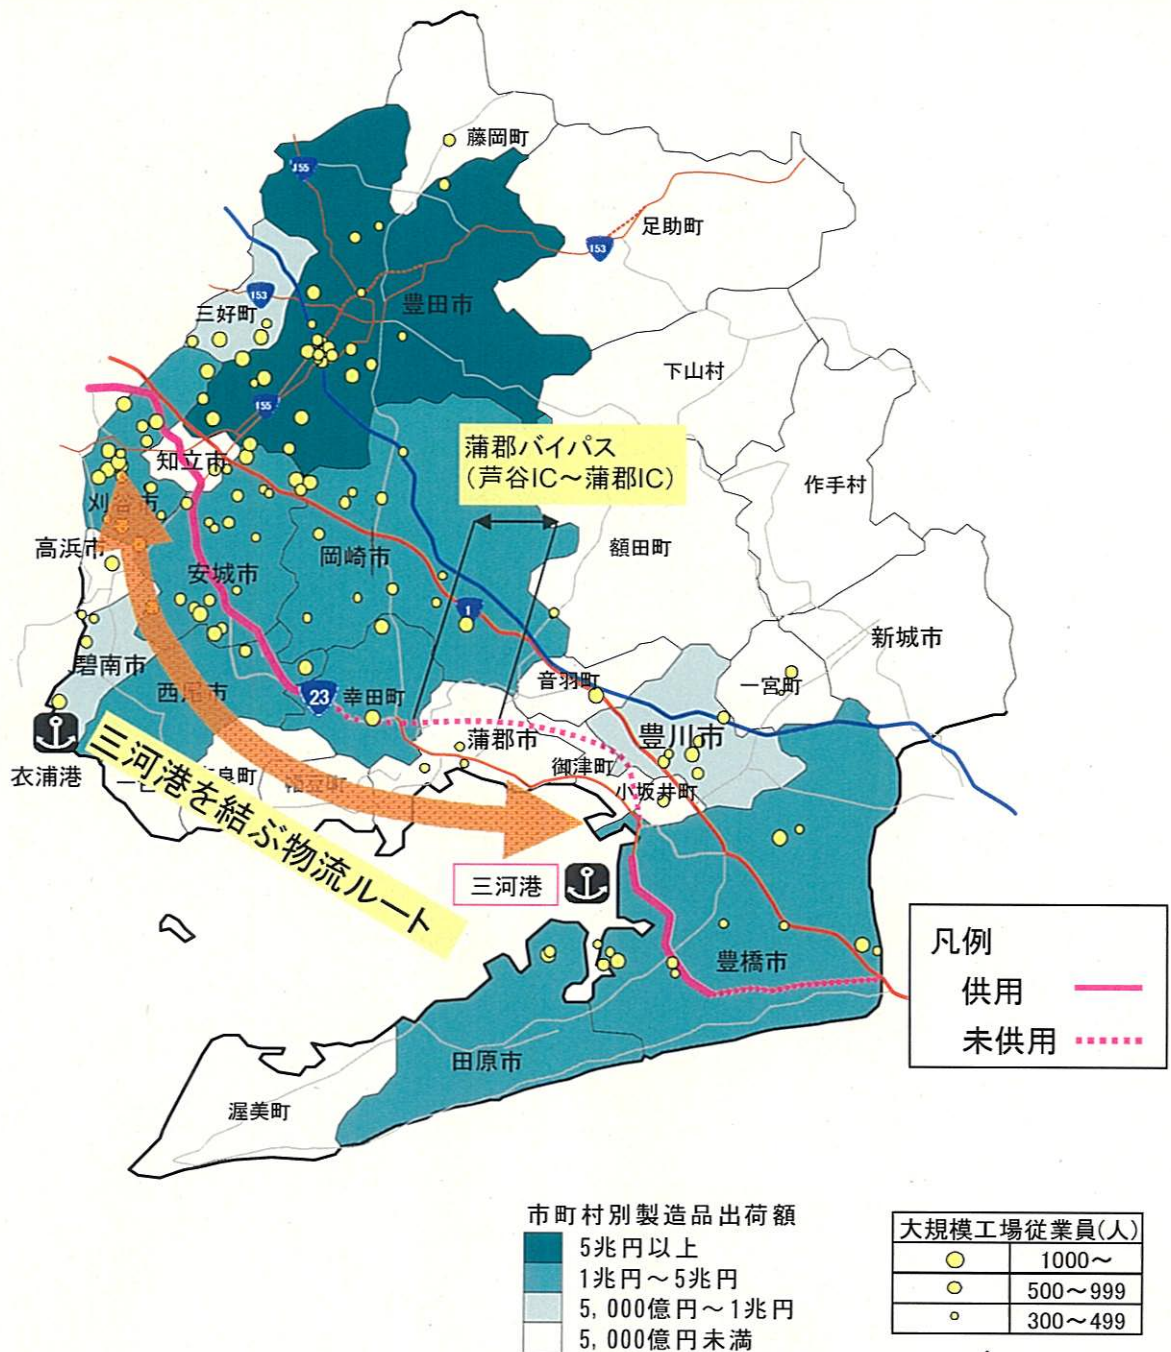 藤岡町
155
足助町
153
153
豊田市
三好町
下山村
155
蒲郡バイパス
(芦谷IC～蒲郡IC)
知立市
作手村
刈谷市
高浜市
岡崎市
額田町
安城市
1
新城市
碧南市
音羽町
一宮町
西尾市
23
幸田町
蒲郡市
豊川市
衣浦港
御津町
小坂井町
三河港を結ぶ物流ルート
三河港
凡例
供用
未供用
豊橋市
田原市
渥美町
市町村別製造品出荷額
5兆円以上
1兆円～5兆円
5,000億円～1兆円
5,000億円未満
大規模工場従業員(人)
1000～
500～999
300～499